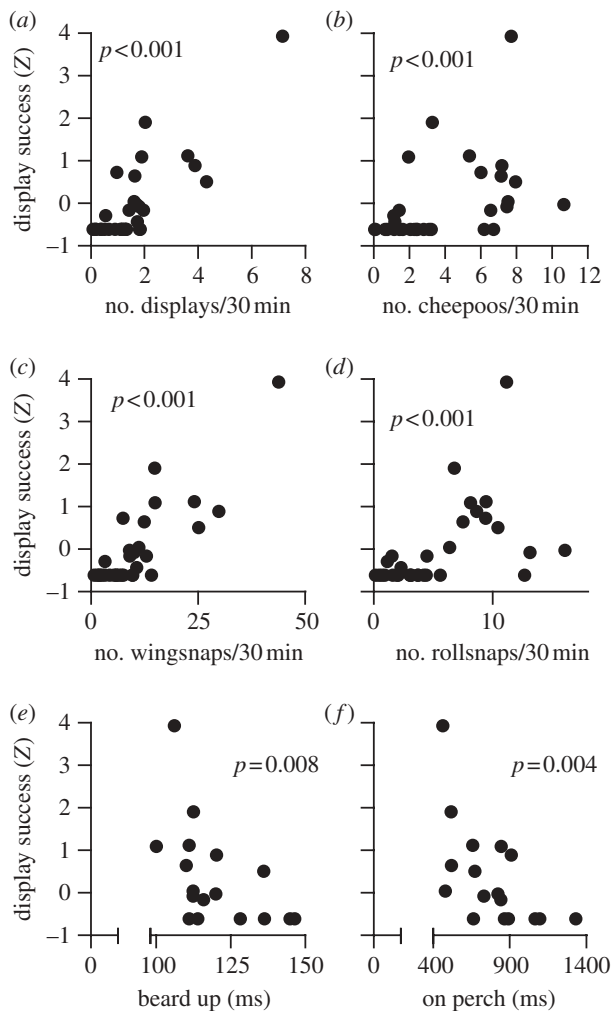 (a) (b)
4
3
2
1
0
–1
display success (Z)
p<0.001
0 2 4 6 8
no. displays/30 min
p<0.001
0 2 4 6 8 10 12
no. cheepoos/30 min
(c) (d)
4
3
2
1
0
–1
display success (Z)
p<0.001
0 25 50
no. wingsnaps/30 min
p<0.001
0 10
no. rollsnaps/30 min
(e) (f)
4
3
2
1
0
–1
display success (Z)
p=0.008
0 100 125 150
beard up (ms)
p=0.004
0 400 900 1400
on perch (ms)